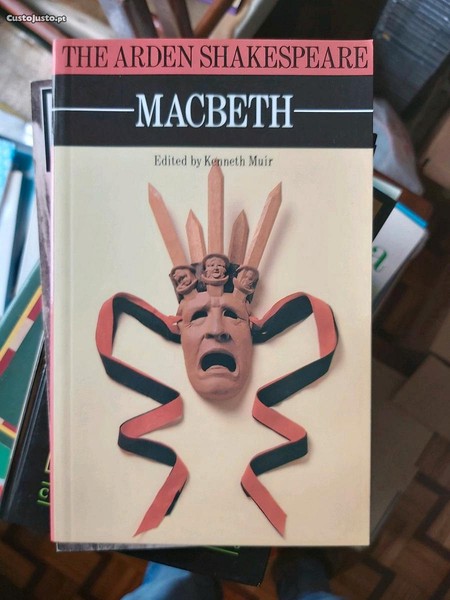 CustoJusto.pt
THE ARDEN SHAKESPEARE
MACBETH
Edited by Kenneth Muir